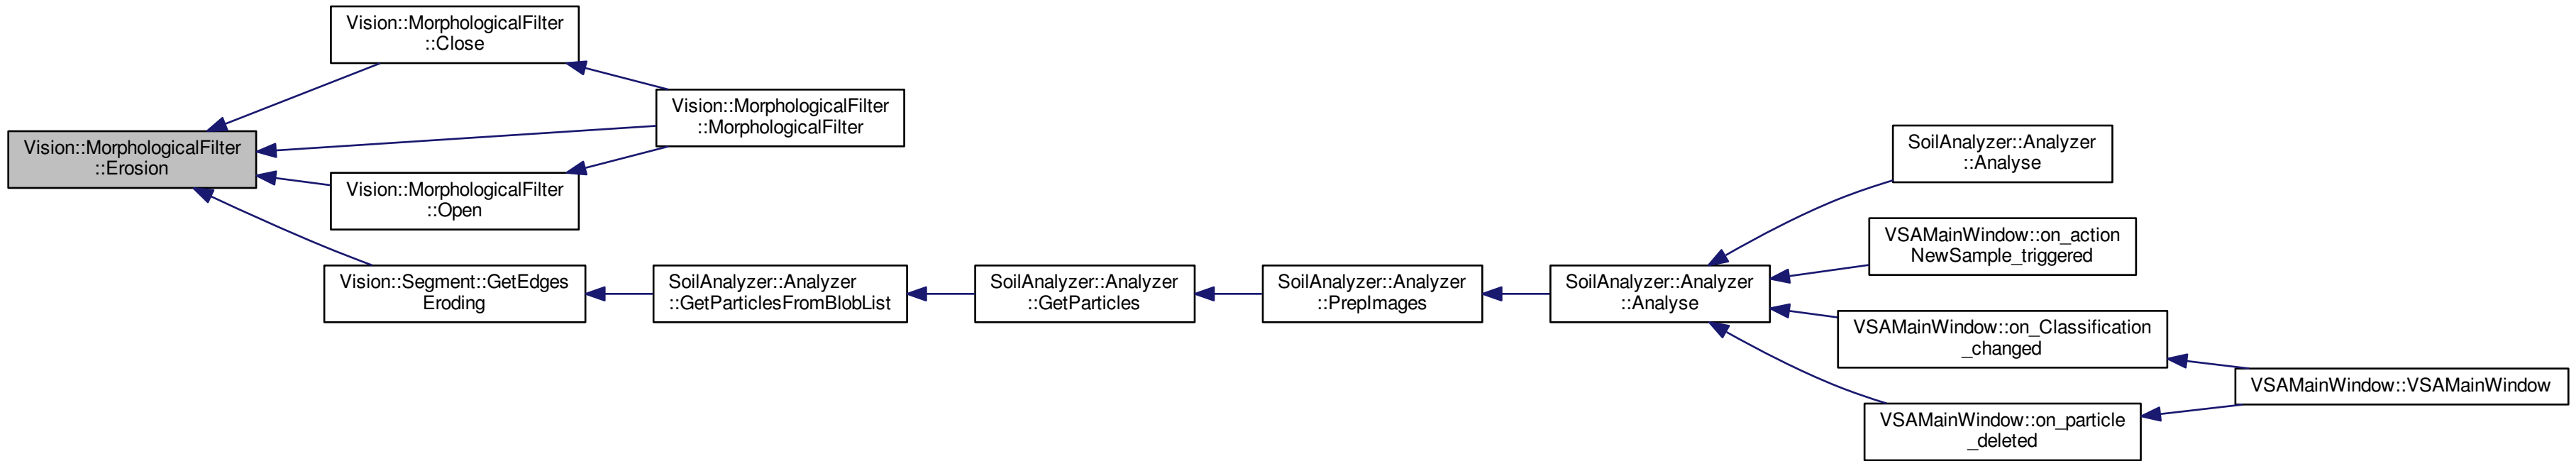 Vision::MorphologicalFilter
::Erosion
Vision::MorphologicalFilter
::Close
Vision::MorphologicalFilter
::MorphologicalFilter
Vision::MorphologicalFilter
::Open
Vision::Segment::GetEdges
Eroding
SoilAnalyzer::Analyzer
::GetParticlesFromBlobList
SoilAnalyzer::Analyzer
::GetParticles
SoilAnalyzer::Analyzer
::PrepImages
SoilAnalyzer::Analyzer
::Analyse
SoilAnalyzer::Analyzer
::Analyse
VSAMainWindow::on_action
NewSample_triggered
VSAMainWindow::on_Classification
_changed
VSAMainWindow::on_particle
_deleted
VSAMainWindow::VSAMainWindow